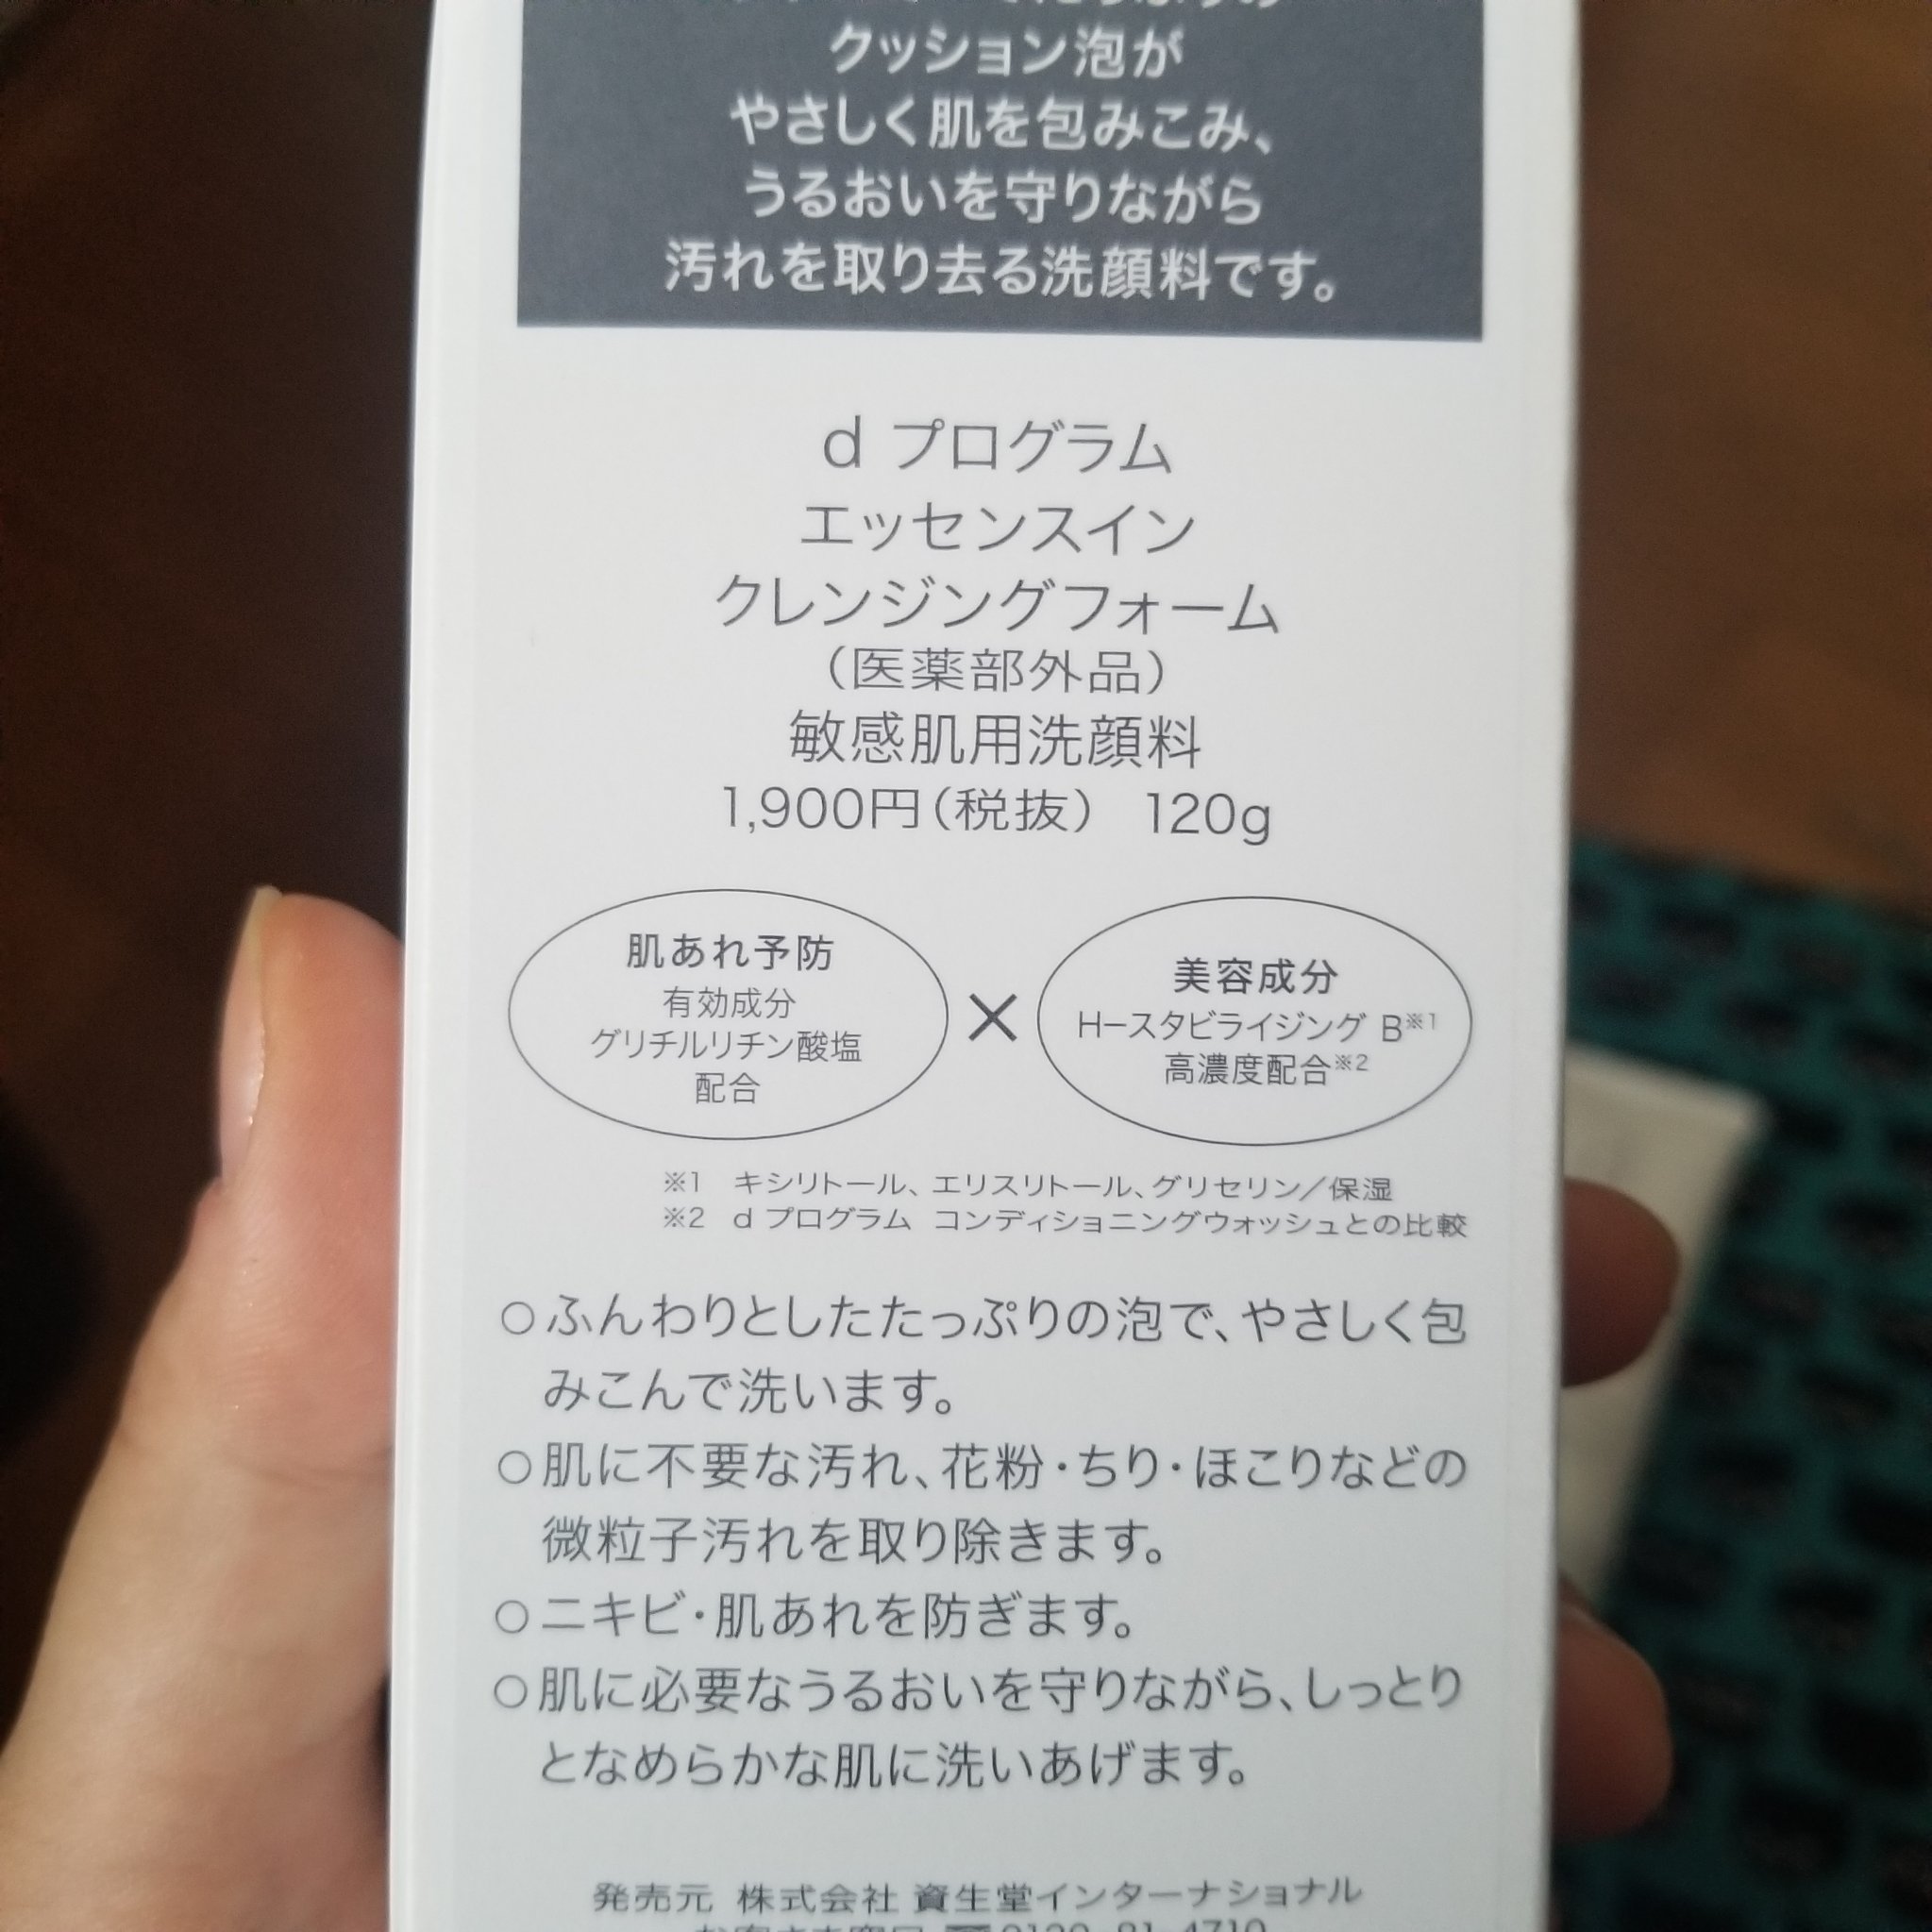 クッション泡が
やさしく肌を包みこみ、
うるおいを守りながら
汚れを取り去る洗顔料です。
d プログラム
エッセンスイン
クレンジングフォーム
（医薬部外品）
敏感肌用洗顔料
1,900円（税抜） 120g
肌あれ予防
有効成分
グリチルリチン酸塩
配合
×
美容成分
H−スタビライジング B※1
高濃度配合※2
※1 キシリトール、エリスリトール、グリセリン／保湿
※2 d プログラム コンディショニングウォッシュとの比較
○ふんわりとしたたっぷりの泡で、やさしく包
みこんで洗います。
○肌に不要な汚れ、花粉・ちり・ほこりなどの
微粒子汚れを取り除きます。
○ニキビ・肌あれを防ぎます。
○肌に必要なうるおいを守りながら、しっとり
となめらかな肌に洗いあげます。
発売元 株式会社 資生堂インターナショナル